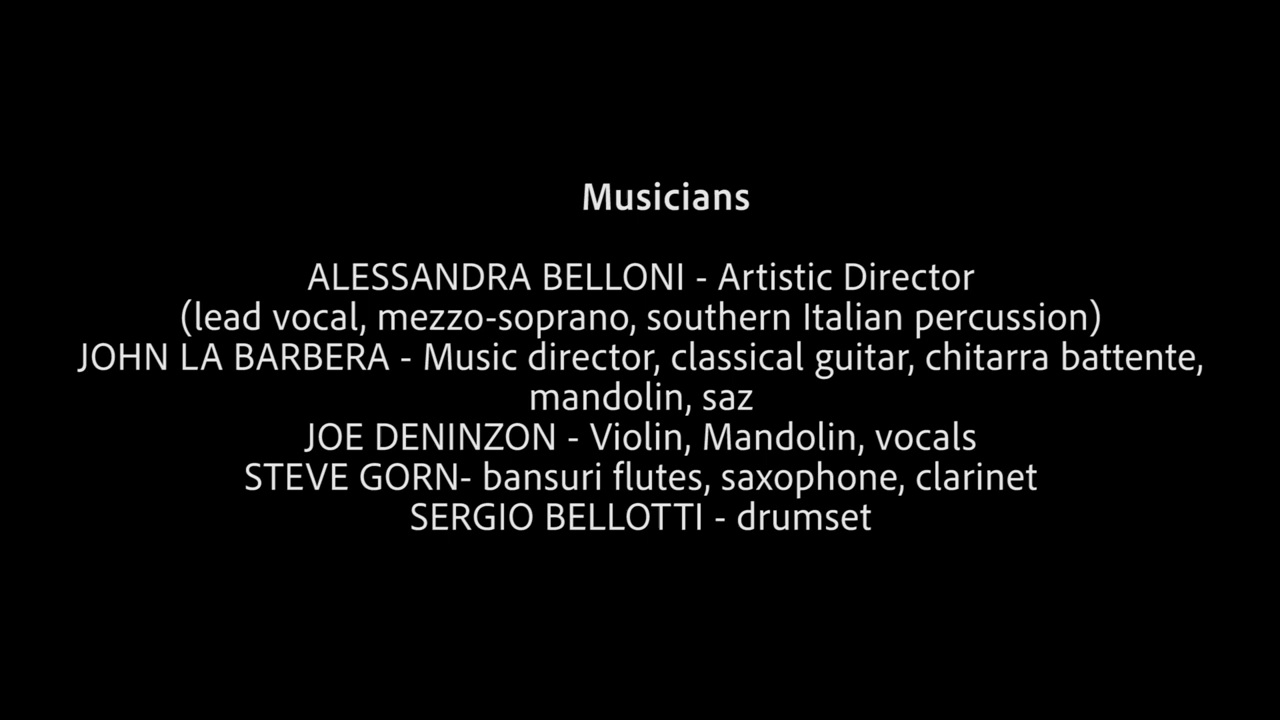 Musicians
ALESSANDRA BELLONI - Artistic Director
(lead vocal, mezzo-soprano, southern Italian percussion)
JOHN LA BARBERA - Music director, classical guitar, chitarra battente,
mandolin, saz
JOE DENINZON - Violin, Mandolin, vocals
STEVE GORN- bansuri flutes, saxophone, clarinet
SERGIO BELLOTTI - drumset